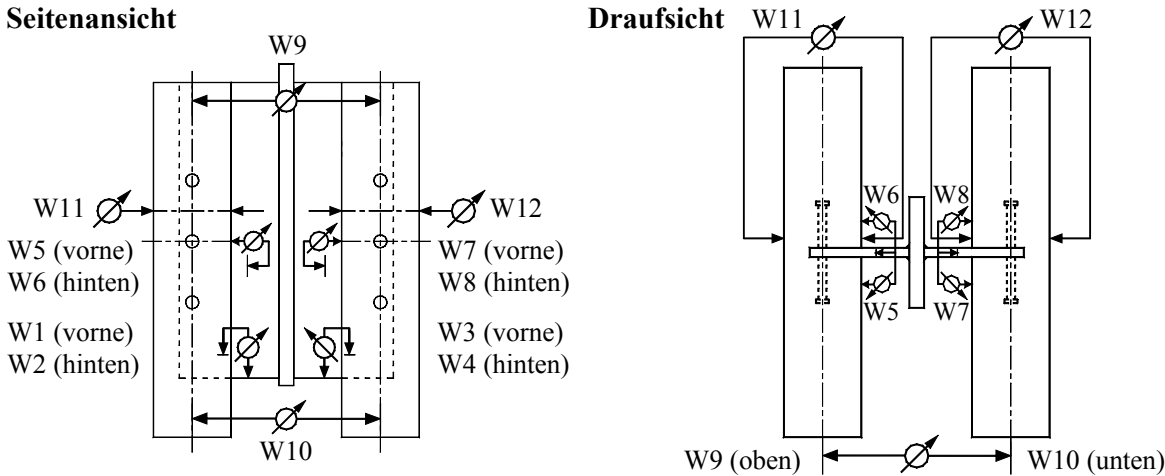 Seitenansicht
W9
W11
W12
W5 (vorne)
W6 (hinten)
W7 (vorne)
W8 (hinten)
W1 (vorne)
W2 (hinten)
W3 (vorne)
W4 (hinten)
W10
Draufsicht
W11
W12
W6
W8
W5
W7
W9 (oben)
W10 (unten)